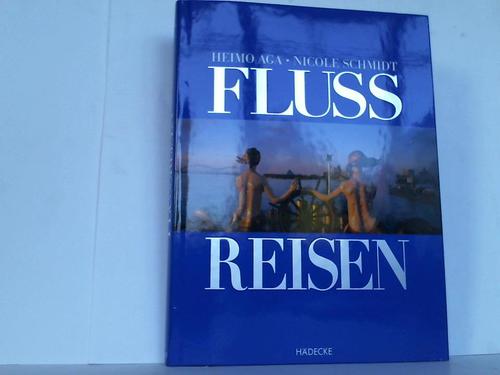 HEIMO AGA • NICOLE SCHMIDT
FLUSS
REISEN
HÄDECKE